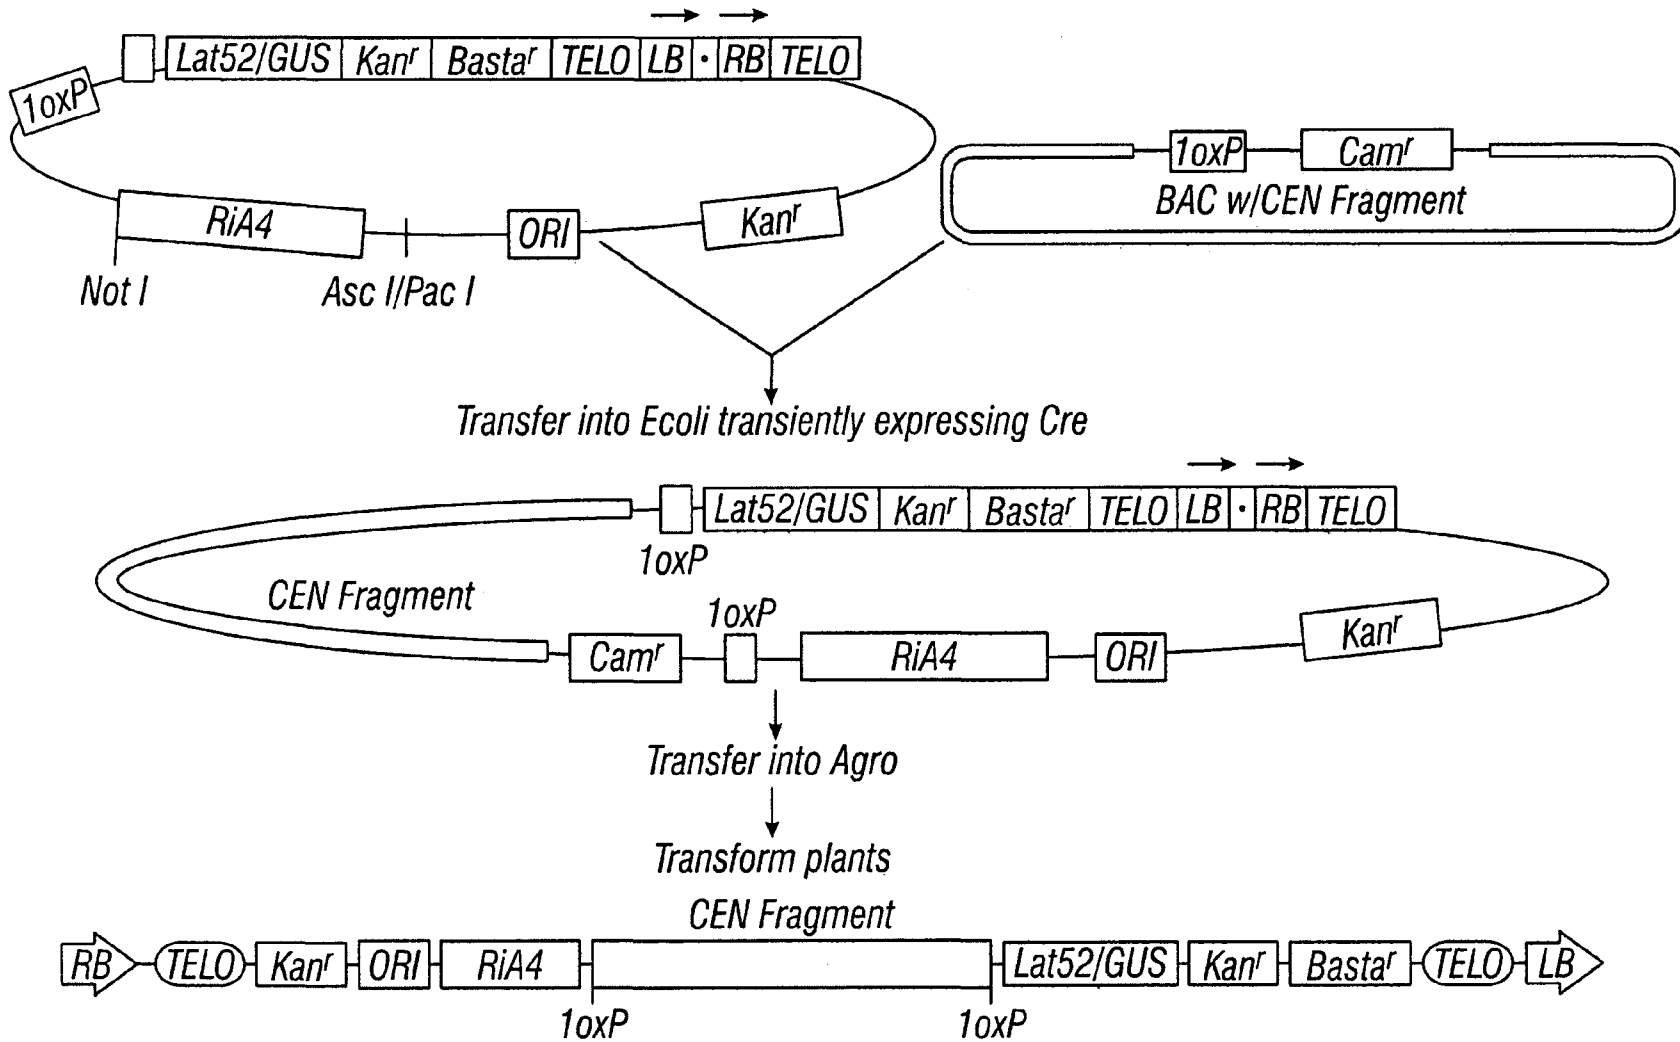 Lat52/GUS Kanʳ Bastaʳ TELO LB · RB TELO
1oxP
1oxP Camʳ
BAC w/CEN Fragment
RiA4 ORI Kanʳ
Not I Asc I/Pac I
Transfer into Ecoli transiently expressing Cre
Lat52/GUS Kanʳ Bastaʳ TELO LB · RB TELO
1oxP
CEN Fragment
1oxP
Camʳ RiA4 ORI Kanʳ
Transfer into Agro
Transform plants
CEN Fragment
RB TELO Kanʳ ORI RiA4 Lat52/GUS Kanʳ Bastaʳ TELO LB
1oxP 1oxP